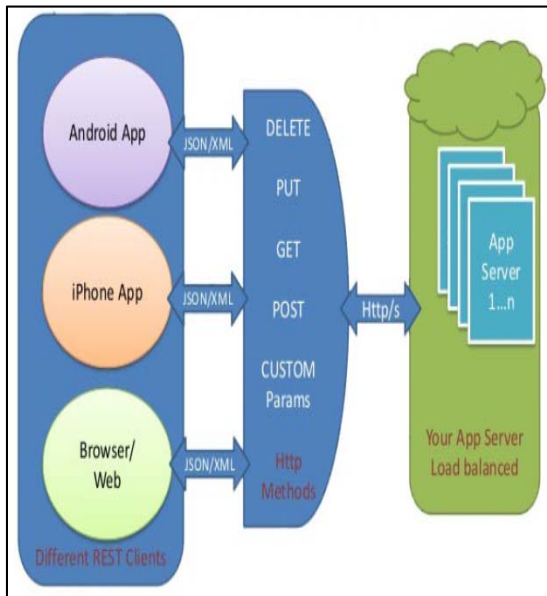 Android App
JSON/XML
iPhone App
JSON/XML
Browser/
Web
JSON/XML
Different REST Clients
DELETE
PUT
GET
POST
CUSTOM
Params
Http
Methods
Http/s
App
Server
1...n
Your App Server
Load balanced